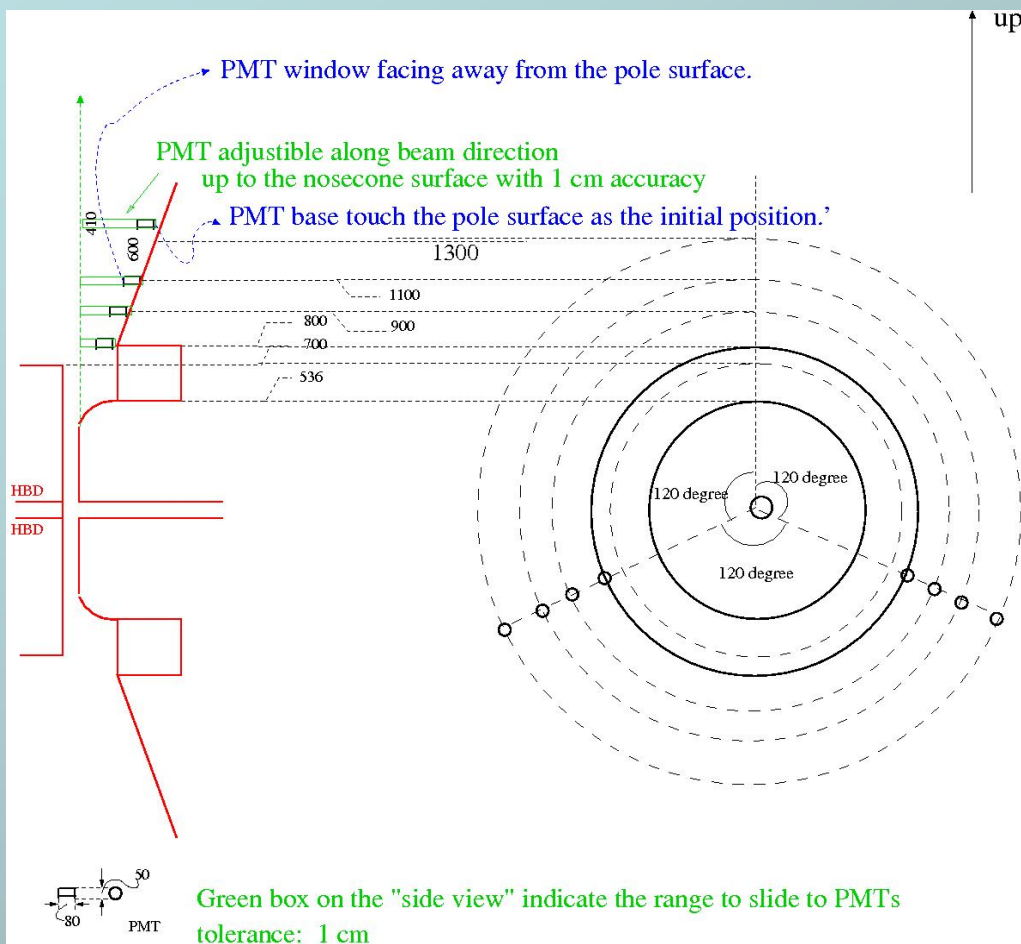 up
PMT window facing away from the pole surface.
PMT adjustible along beam direction
up to the nosecone surface with 1 cm accuracy
PMT base touch the pole surface as the initial position.’
410
600
1300
1100
800
900
700
536
HBD
HBD
120 degree
120 degree
120 degree
50
80
PMT
Green box on the "side view" indicate the range to slide to PMTs
tolerance: 1 cm